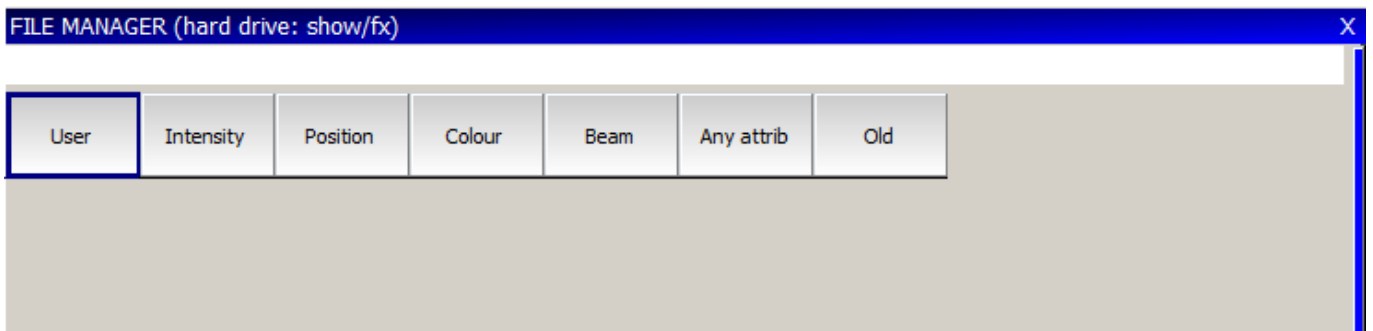 FILE MANAGER (hard drive: show/fx) X
User Intensity Position Colour Beam Any attrib Old